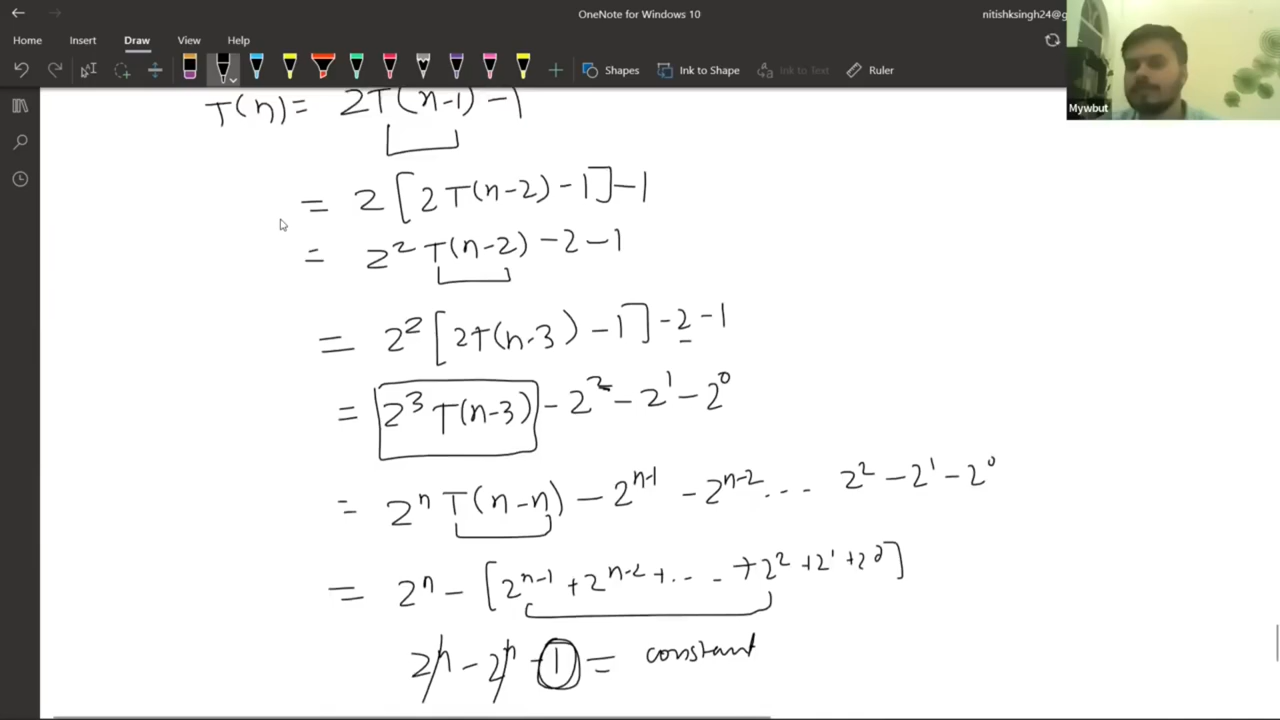 OneNote for Windows 10
nitishksingh24@g
Home Insert Draw View Help
Shapes Ink to Shape Ink to Text Ruler
Mywbut
T(n) = 2T(n-1) - 1
= 2[2T(n-2) - 1] - 1
= 2² T(n-2) - 2 - 1
= 2² [2T(n-3) - 1] - 2 - 1
= 2³ T(n-3) - 2² - 2¹ - 2⁰
= 2ⁿ T(n-n) - 2ⁿ⁻¹ - 2ⁿ⁻² ... 2² - 2¹ - 2⁰
= 2ⁿ - [2ⁿ⁻¹ + 2ⁿ⁻² + ... + 2² + 2¹ + 2⁰]
2ⁿ - 2ⁿ - 1 = constant